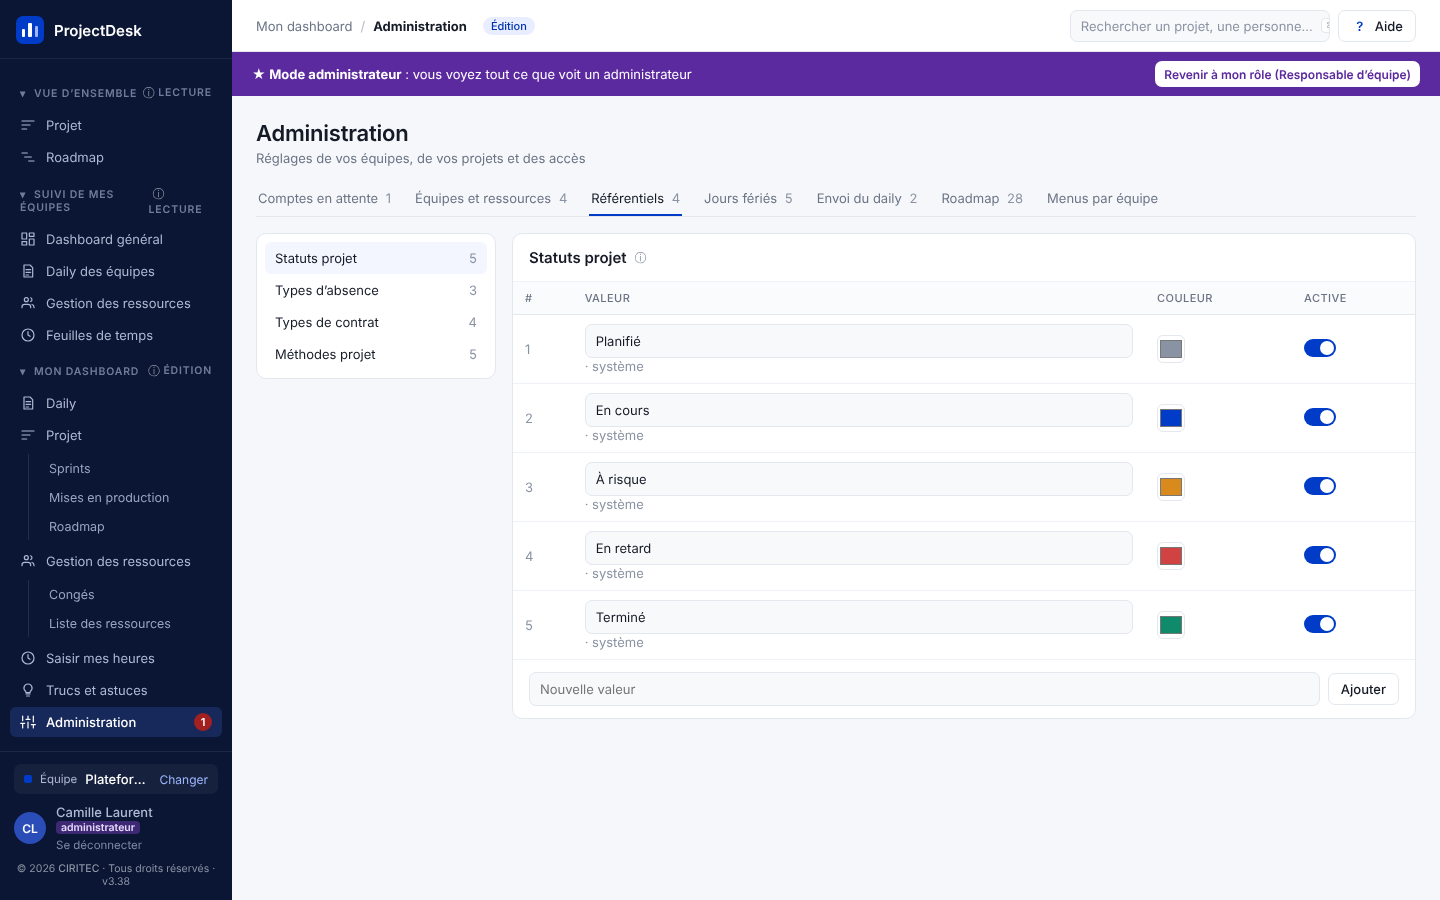 ProjectDesk
VUE D’ENSEMBLE ⓘ LECTURE
Projet
Roadmap
SUIVI DE MES ÉQUIPES ⓘ LECTURE
Dashboard général
Daily des équipes
Gestion des ressources
Feuilles de temps
MON DASHBOARD ⓘ ÉDITION
Daily
Projet
Sprints
Mises en production
Roadmap
Gestion des ressources
Congés
Liste des ressources
Saisir mes heures
Trucs et astuces
Administration 1
Équipe Platefor... Changer
CL
Camille Laurent
administrateur
Se déconnecter
© 2026 CIRITEC · Tous droits réservés ·
v3.38
Mon dashboard / Administration Édition
Rechercher un projet, une personne...
? Aide
★ Mode administrateur : vous voyez tout ce que voit un administrateur
Revenir à mon rôle (Responsable d’équipe)
Administration
Réglages de vos équipes, de vos projets et des accès
Comptes en attente 1 Équipes et ressources 4 Référentiels 4 Jours fériés 5 Envoi du daily 2 Roadmap 28 Menus par équipe
Statuts projet 5
Types d’absence 3
Types de contrat 4
Méthodes projet 5
Statuts projet ⓘ
# VALEUR COULEUR ACTIVE
1 Planifié
· système
2 En cours
· système
3 À risque
· système
4 En retard
· système
5 Terminé
· système
Nouvelle valeur Ajouter